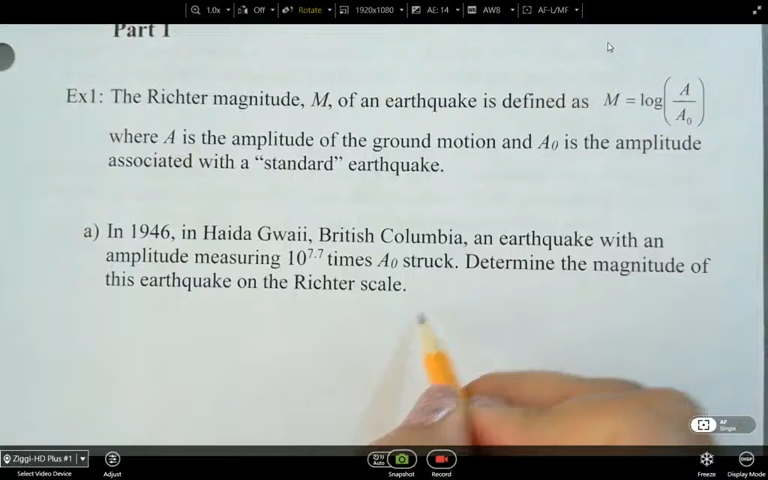 1.0x Off Rotate 1920x1080 AE: 14 AWB AF-L/MF
Part 1
Ex1: The Richter magnitude, M, of an earthquake is defined as M = log(A/A₀)
where A is the amplitude of the ground motion and A₀ is the amplitude
associated with a “standard” earthquake.
a) In 1946, in Haida Gwaii, British Columbia, an earthquake with an
amplitude measuring 10^7.7 times A₀ struck. Determine the magnitude of
this earthquake on the Richter scale.
AF
Single
Ziggi-HD Plus #1
Auto
Select Video Device Adjust Snapshot Record Freeze Display Mode